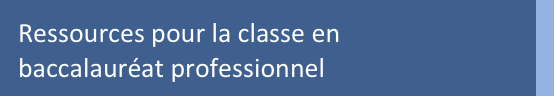 Ressources pour la classe en
baccalauréat professionnel